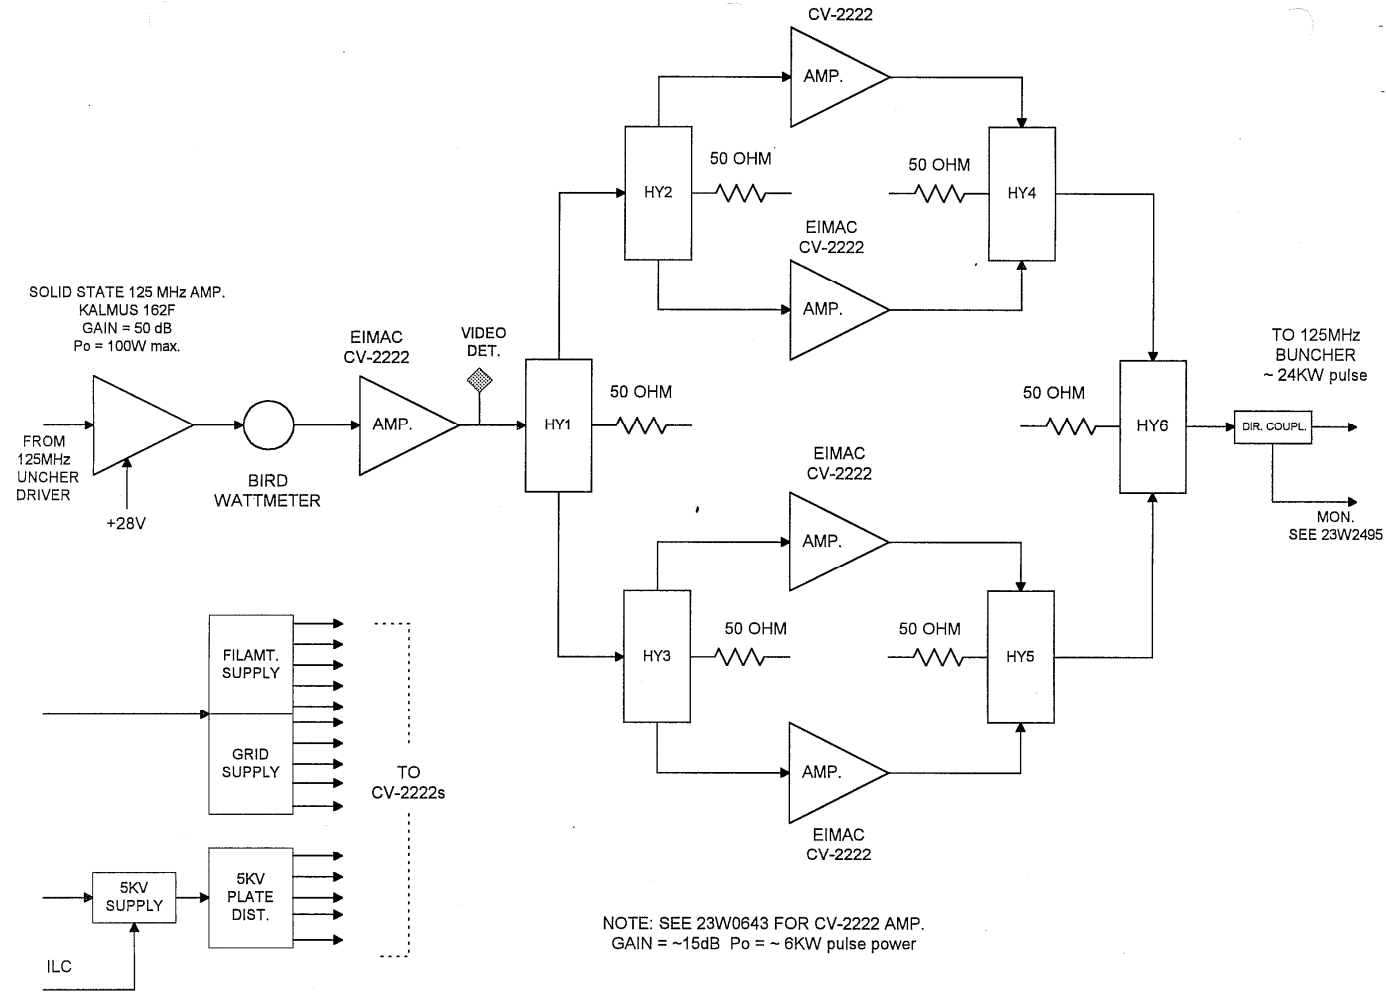 CV-2222
AMP.
50 OHM
50 OHM
HY2
HY4
EIMAC
CV-2222
AMP.
SOLID STATE 125 MHz AMP.
KALMUS 162F
GAIN = 50 dB
Po = 100W max.
EIMAC
CV-2222
VIDEO
DET.
TO 125MHz
BUNCHER
~ 24KW pulse
50 OHM
50 OHM
AMP.
HY1
HY6
DIR. COUPL.
FROM
125MHz
UNCHER
DRIVER
+28V
BIRD
WATTMETER
EIMAC
CV-2222
MON.
SEE 23W2495
AMP.
50 OHM
50 OHM
HY3
HY5
FILAMT.
SUPPLY
GRID
SUPPLY
TO
CV-2222s
AMP.
EIMAC
CV-2222
5KV
SUPPLY
5KV
PLATE
DIST.
ILC
NOTE: SEE 23W0643 FOR CV-2222 AMP.
GAIN = ~15dB Po = ~ 6KW pulse power